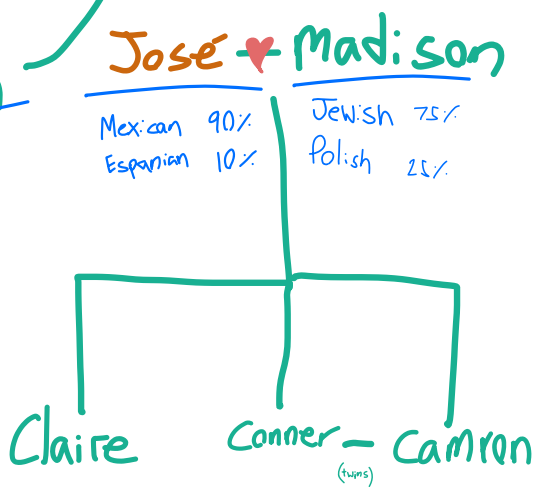 José Madison
Mexican 90%
Espanian 10%
Jewish 75%
Polish 25%
Claire
Conner - Camron
(twins)